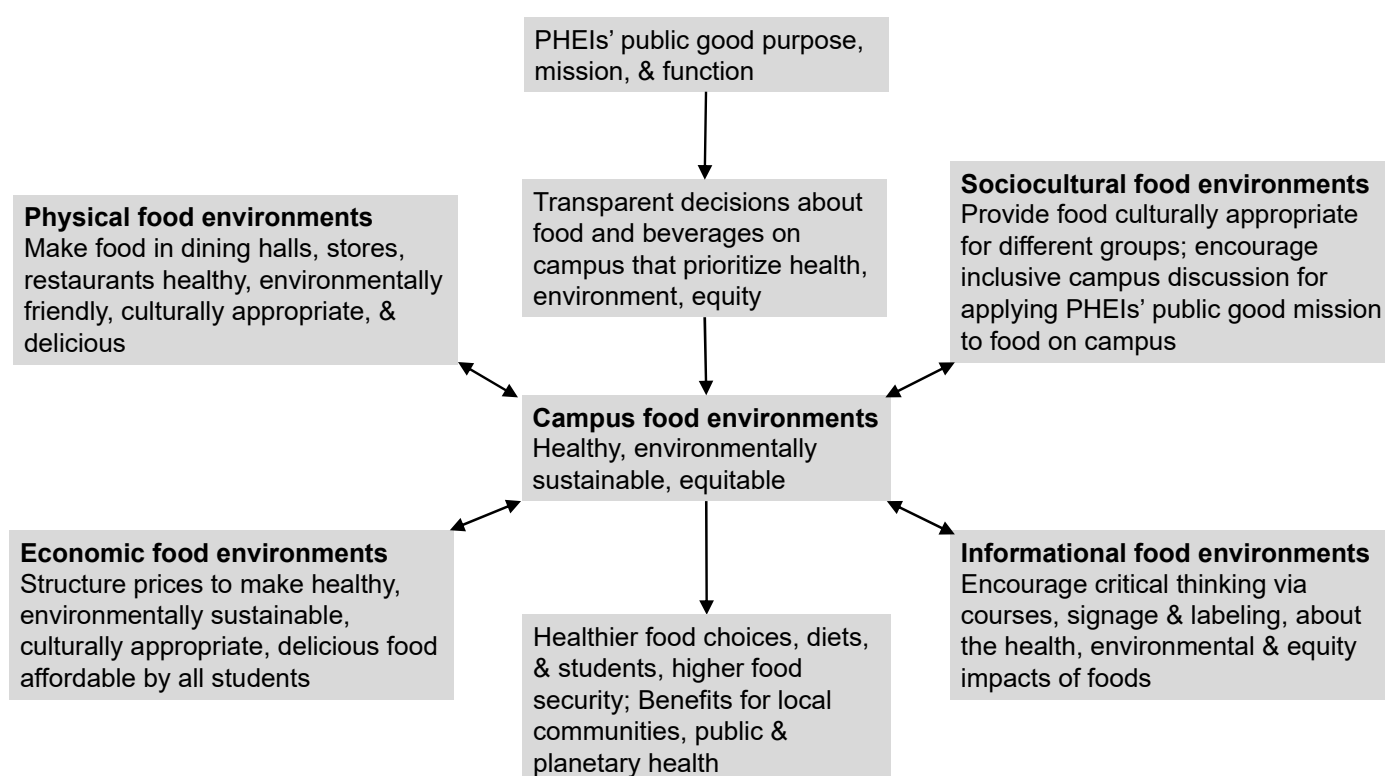 PHEIs’ public good purpose,
mission, & function
Physical food environments
Make food in dining halls, stores,
restaurants healthy, environmentally
friendly, culturally appropriate, &
delicious
Transparent decisions about
food and beverages on
campus that prioritize health,
environment, equity
Sociocultural food environments
Provide food culturally appropriate
for different groups; encourage
inclusive campus discussion for
applying PHEIs’ public good mission
to food on campus
Campus food environments
Healthy, environmentally
sustainable, equitable
Economic food environments
Structure prices to make healthy,
environmentally sustainable,
culturally appropriate, delicious food
affordable by all students
Healthier food choices, diets,
& students, higher food
security; Benefits for local
communities, public &
planetary health
Informational food environments
Encourage critical thinking via
courses, signage & labeling, about
the health, environmental & equity
impacts of foods